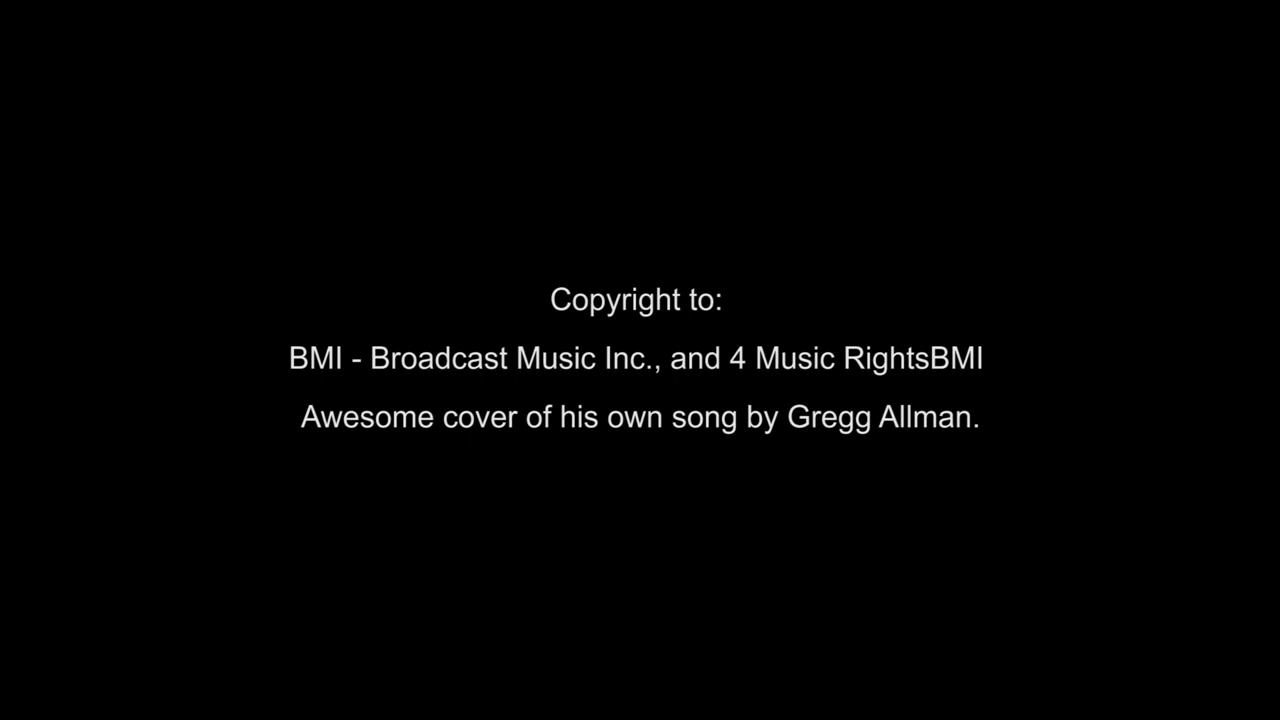 Copyright to:
BMI - Broadcast Music Inc., and 4 Music RightsBMI
Awesome cover of his own song by Gregg Allman.